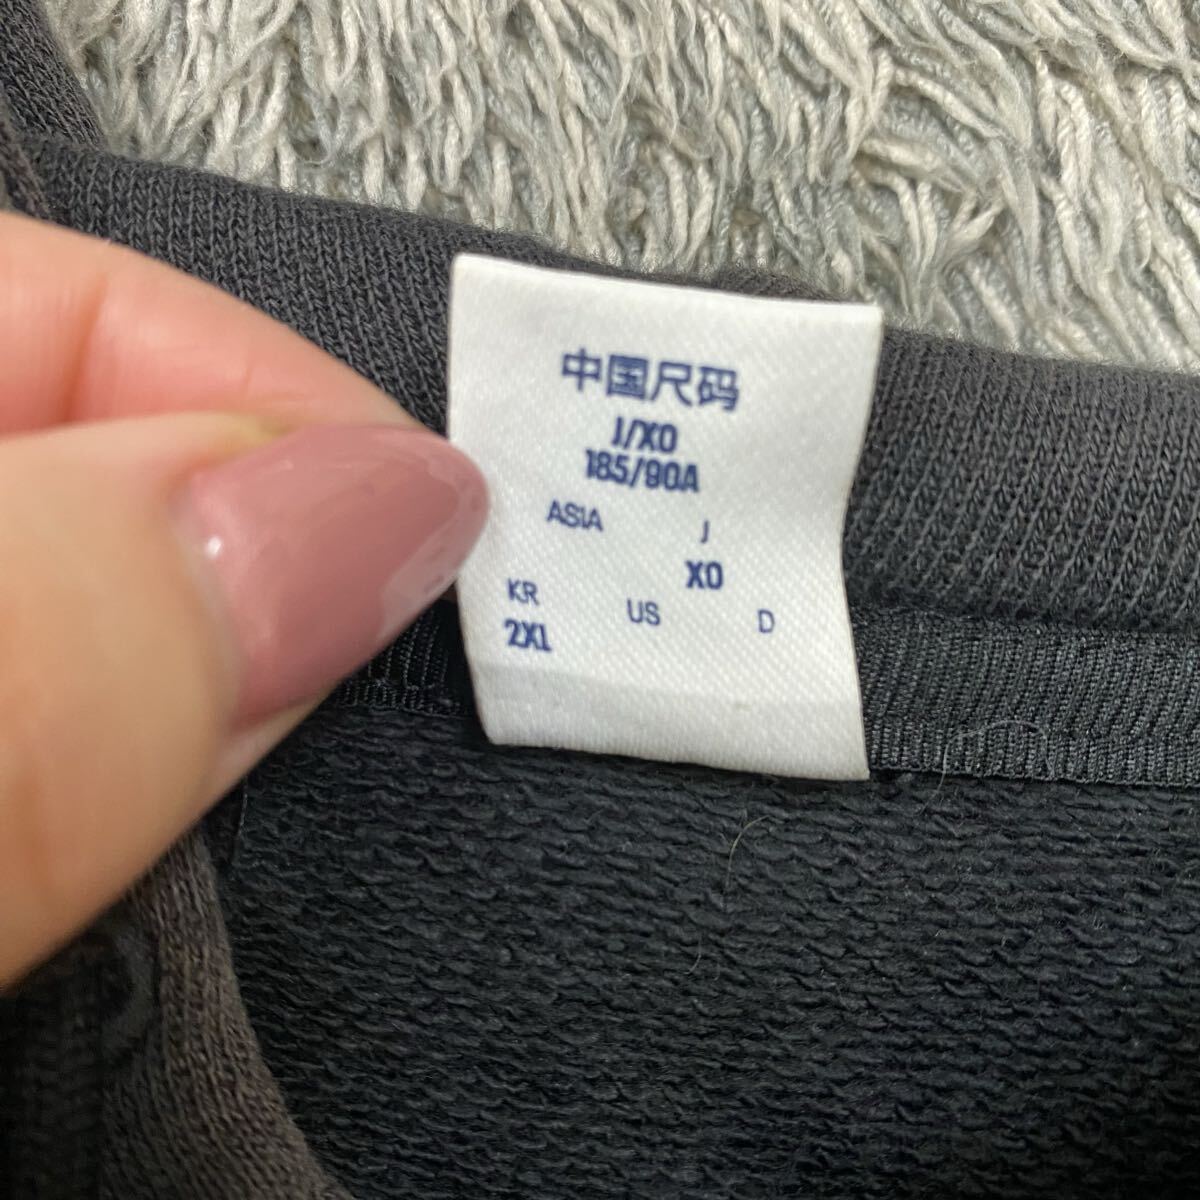 中国尺码
J/XO
185/90A
ASIA J
XO
KR US D
2XL